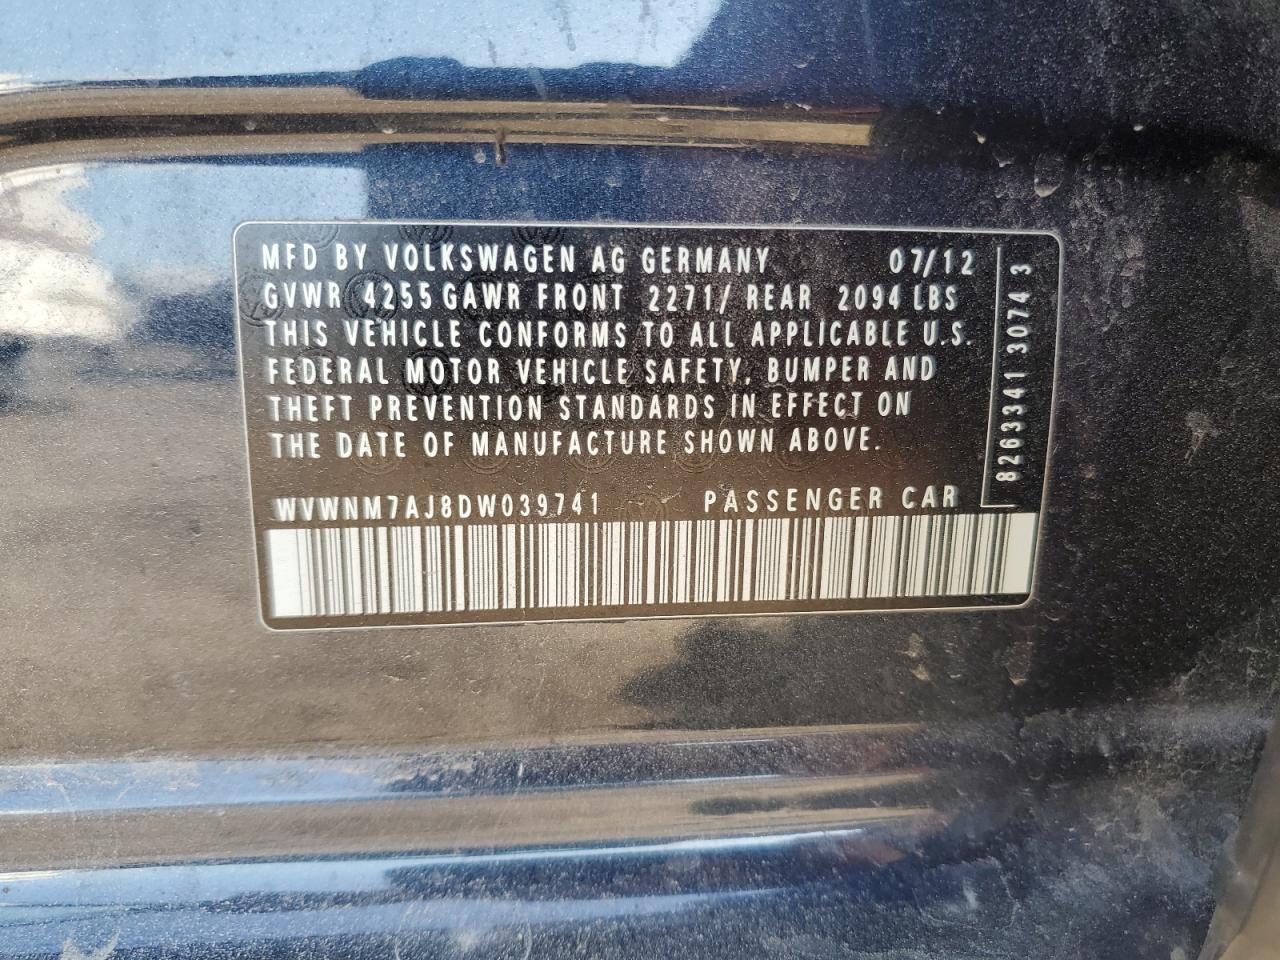 MFD BY VOLKSWAGEN AG GERMANY 07/12
GVWR 4255 GAWR FRONT 2271/ REAR 2094 LBS
THIS VEHICLE CONFORMS TO ALL APPLICABLE U.S.
FEDERAL MOTOR VEHICLE SAFETY, BUMPER AND
THEFT PREVENTION STANDARDS IN EFFECT ON
THE DATE OF MANUFACTURE SHOWN ABOVE.
WVWNM7AJ8DW039741 PASSENGER CAR
8263341 3074 3